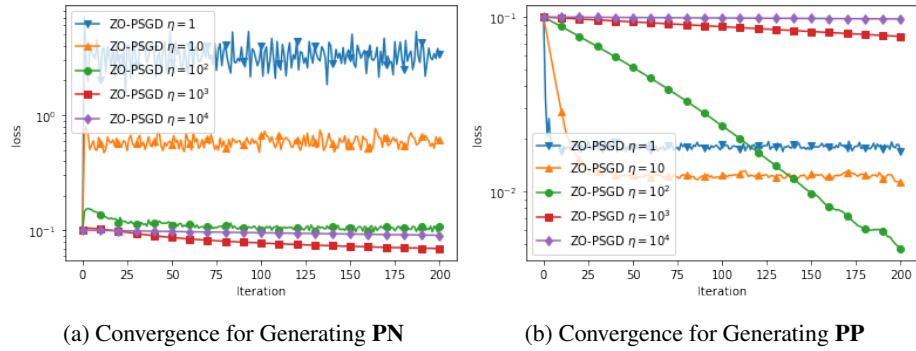 ZO-PSGD η = 1
ZO-PSGD η = 10
ZO-PSGD η = 10²
ZO-PSGD η = 10³
ZO-PSGD η = 10⁴
10⁰
10⁻¹
loss
0 25 50 75 100 125 150 175 200
Iteration
(a) Convergence for Generating PN
10⁻¹
10⁻²
loss
ZO-PSGD η = 1
ZO-PSGD η = 10
ZO-PSGD η = 10²
ZO-PSGD η = 10³
ZO-PSGD η = 10⁴
0 25 50 75 100 125 150 175 200
Iteration
(b) Convergence for Generating PP